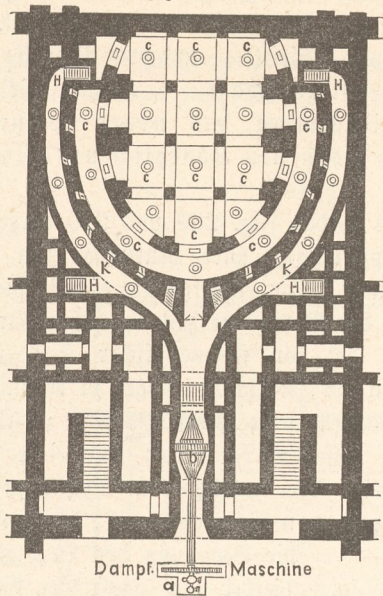 C C C
H H
C C C C C
C C C
C
C C
K K
H H
b
Dampf. Maschine
a